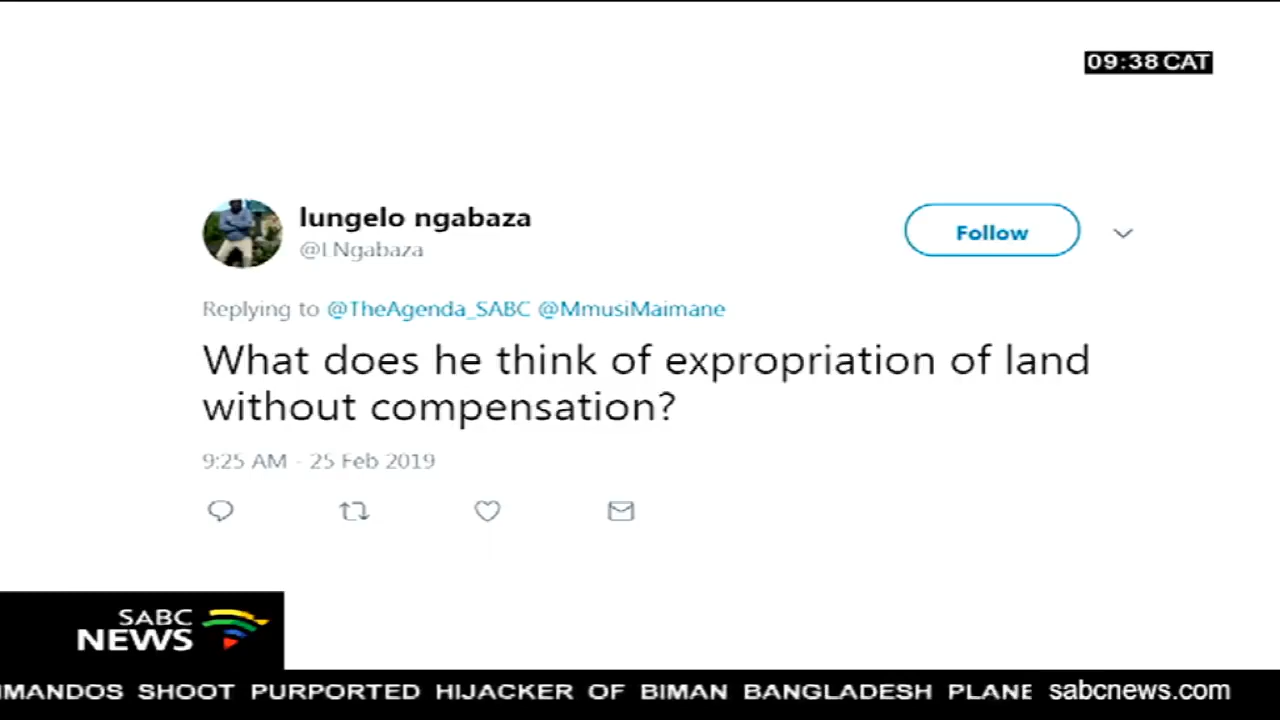 09:38 CAT
lungelo ngabaza
@LNgabaza
Follow
Replying to @TheAgenda_SABC @MmusiMaimane
What does he think of expropriation of land
without compensation?
9:25 AM - 25 Feb 2019
SABC
NEWS
MANDOS SHOOT PURPORTED HIJACKER OF BIMAN BANGLADESH PLANE sabcnews.com